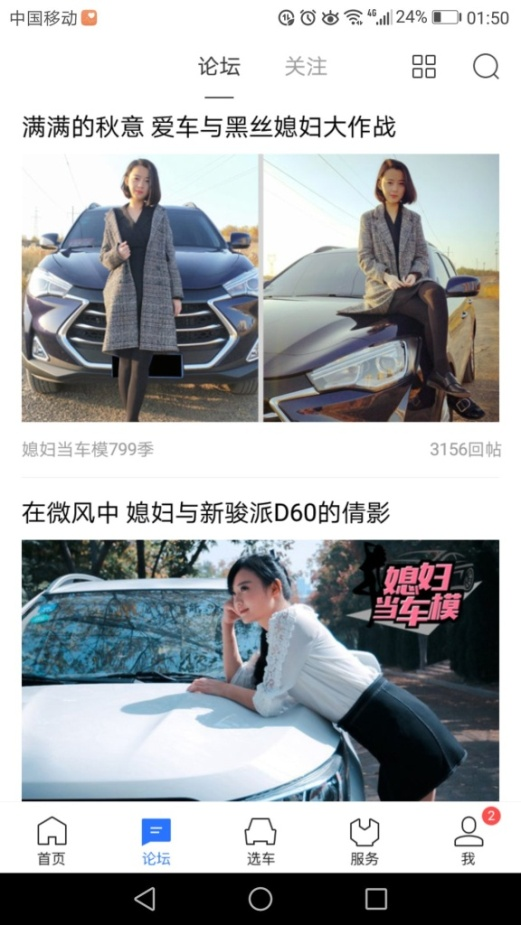 中国移动
4G
24%
01:50
论坛
关注
满满的秋意 爱车与黑丝媳妇大作战
媳妇当车模799季
3156回帖
在微风中 媳妇与新骏派D60的倩影
媳妇
当车模
首页
论坛
选车
服务
我
2